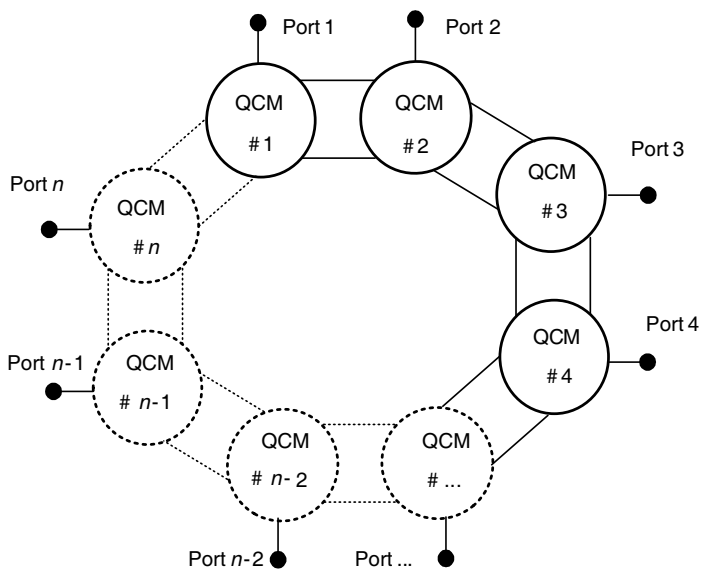 Port 1
Port 2
QCM
#1
QCM
#2
QCM
#3
Port 3
Port n
QCM
#n
Port 4
QCM
#4
Port n-1
QCM
# n-1
QCM
# n-2
QCM
# ...
Port n-2
Port ...